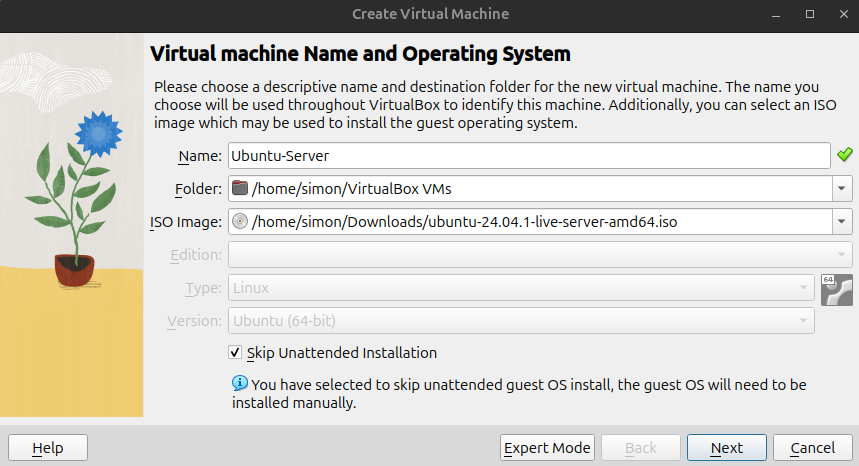 Create Virtual Machine
Virtual machine Name and Operating System
Please choose a descriptive name and destination folder for the new virtual machine. The name you
choose will be used throughout VirtualBox to identify this machine. Additionally, you can select an ISO
image which may be used to install the guest operating system.
Name: Ubuntu-Server
Folder: /home/simon/VirtualBox VMs
ISO Image: /home/simon/Downloads/ubuntu-24.04.1-live-server-amd64.iso
Edition:
Type: Linux 64
Version: Ubuntu (64-bit)
Skip Unattended Installation
You have selected to skip unattended guest OS install, the guest OS will need to be
installed manually.
Help Expert Mode Back Next Cancel